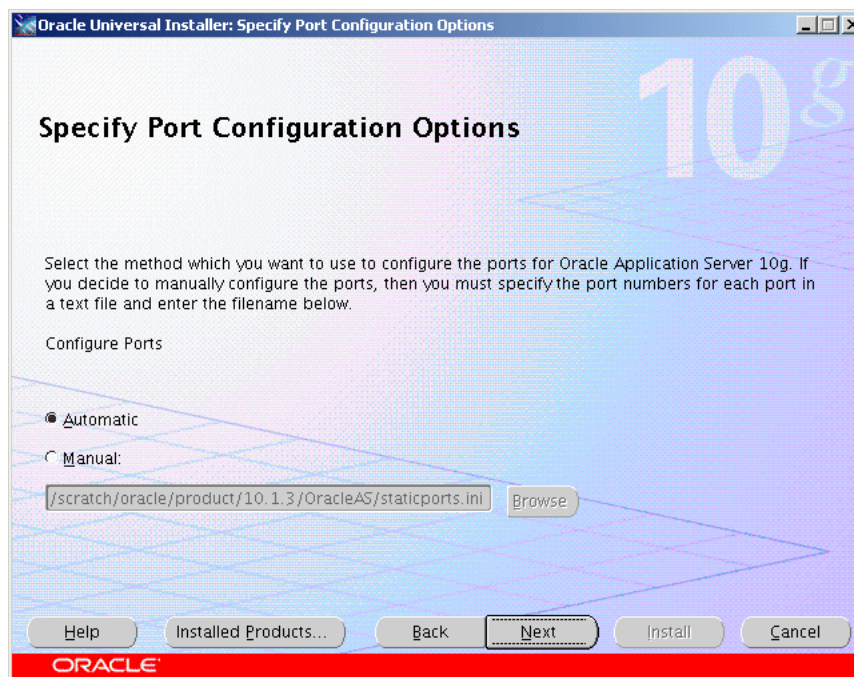 Oracle Universal Installer: Specify Port Configuration Options
10g
Specify Port Configuration Options
Select the method which you want to use to configure the ports for Oracle Application Server 10g. If
you decide to manually configure the ports, then you must specify the port numbers for each port in
a text file and enter the filename below.
Configure Ports
Automatic
Manual:
/scratch/oracle/product/10.1.3/OracleAS/staticports.ini Browse
Help Installed Products... Back Next Install Cancel
ORACLE